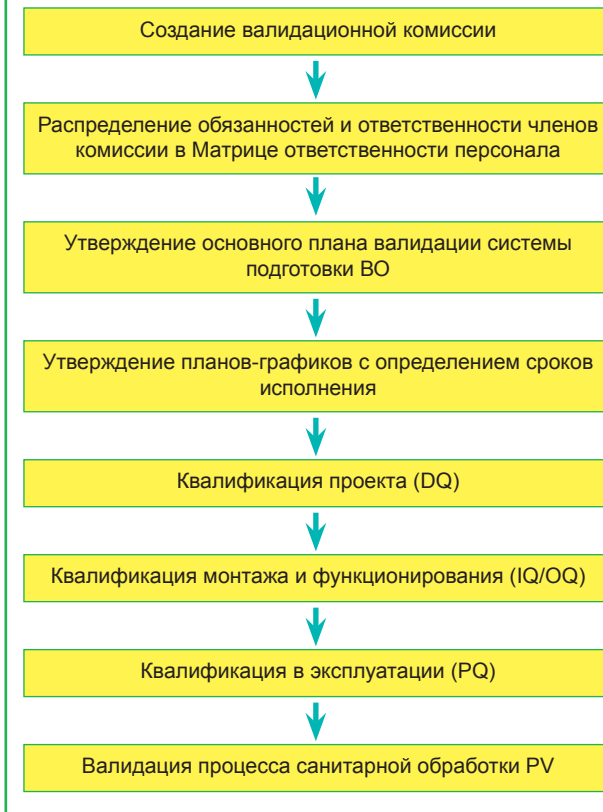 Создание валидационной комиссии
Распределение обязанностей и ответственности членов
комиссии в Матрице ответственности персонала
Утверждение основного плана валидации системы
подготовки ВО
Утверждение планов-графиков с определением сроков
исполнения
Квалификация проекта (DQ)
Квалификация монтажа и функционирования (IQ/OQ)
Квалификация в эксплуатации (PQ)
Валидация процесса санитарной обработки PV